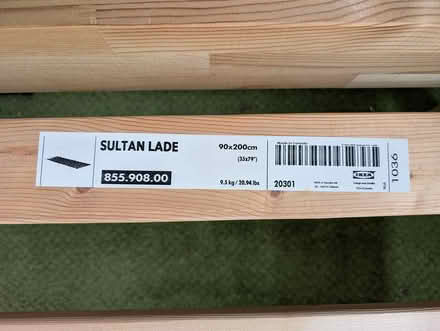 SULTAN LADE
90x200cm
(35x79")
855.908.00
9.5 kg / 20.94 lbs
20301
IKEA
1036